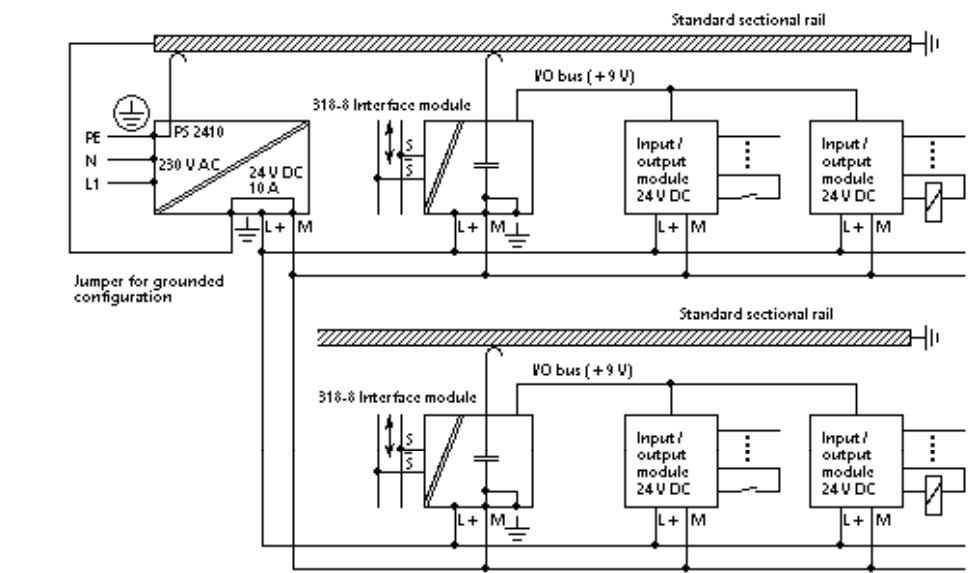 Standard sectional rail
I/O bus ( + 9 V)
318-8 Interface module
PE
N
L1
PS 2410
230 V AC
24 V DC
10 A
S
S
Input /
output
module
24 V DC
Input /
output
module
24 V DC
L + M
L + M
L + M
L + M
Jumper for grounded
configuration
Standard sectional rail
I/O bus ( + 9 V)
318-8 Interface module
S
S
Input /
output
module
24 V DC
Input /
output
module
24 V DC
L + M
L + M
L + M